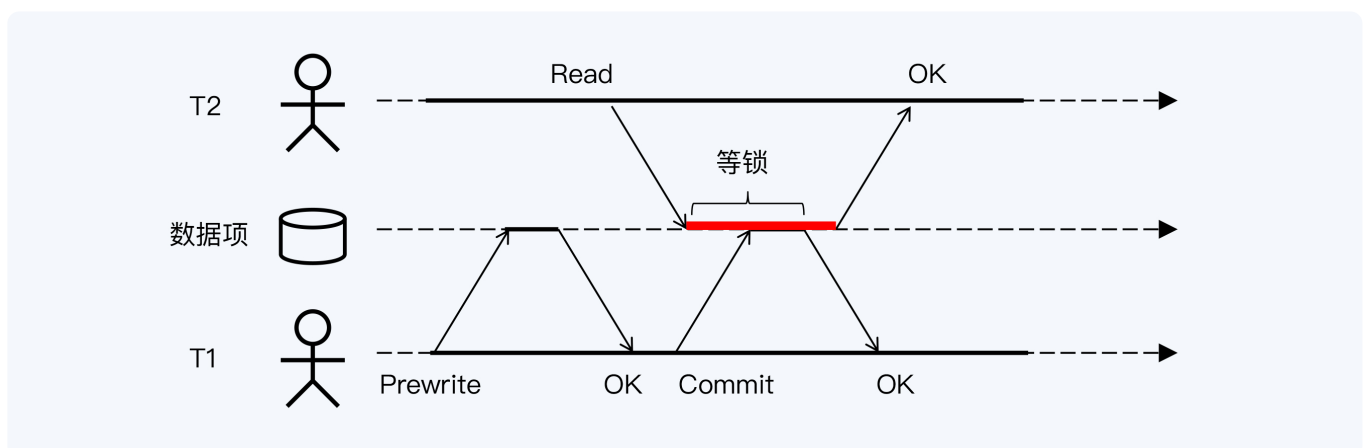 Read
OK
T2
等锁
数据项
T1
Prewrite
OK
Commit
OK